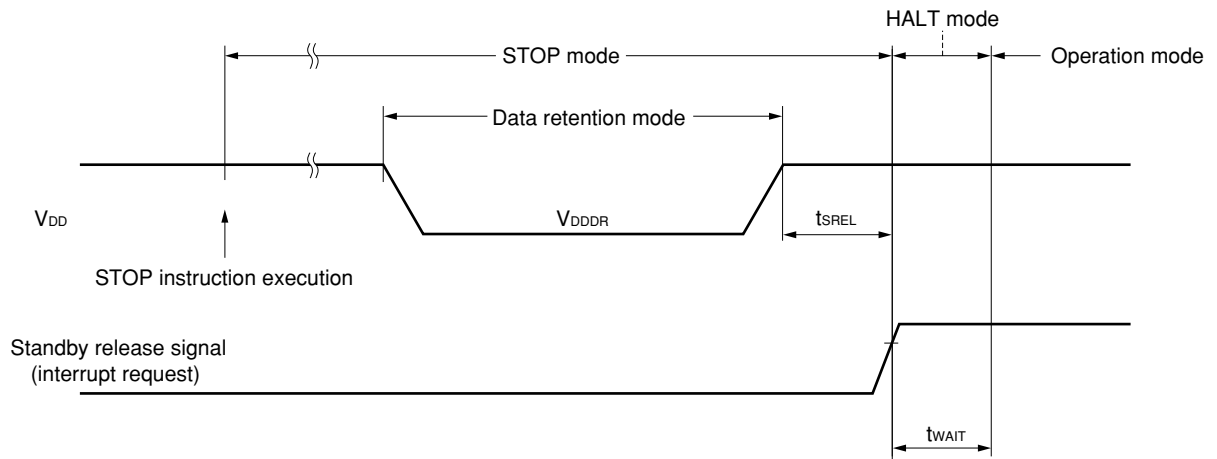 HALT mode
STOP mode
Operation mode
Data retention mode
VDD
VDDDR
tSREL
STOP instruction execution
Standby release signal
(interrupt request)
tWAIT